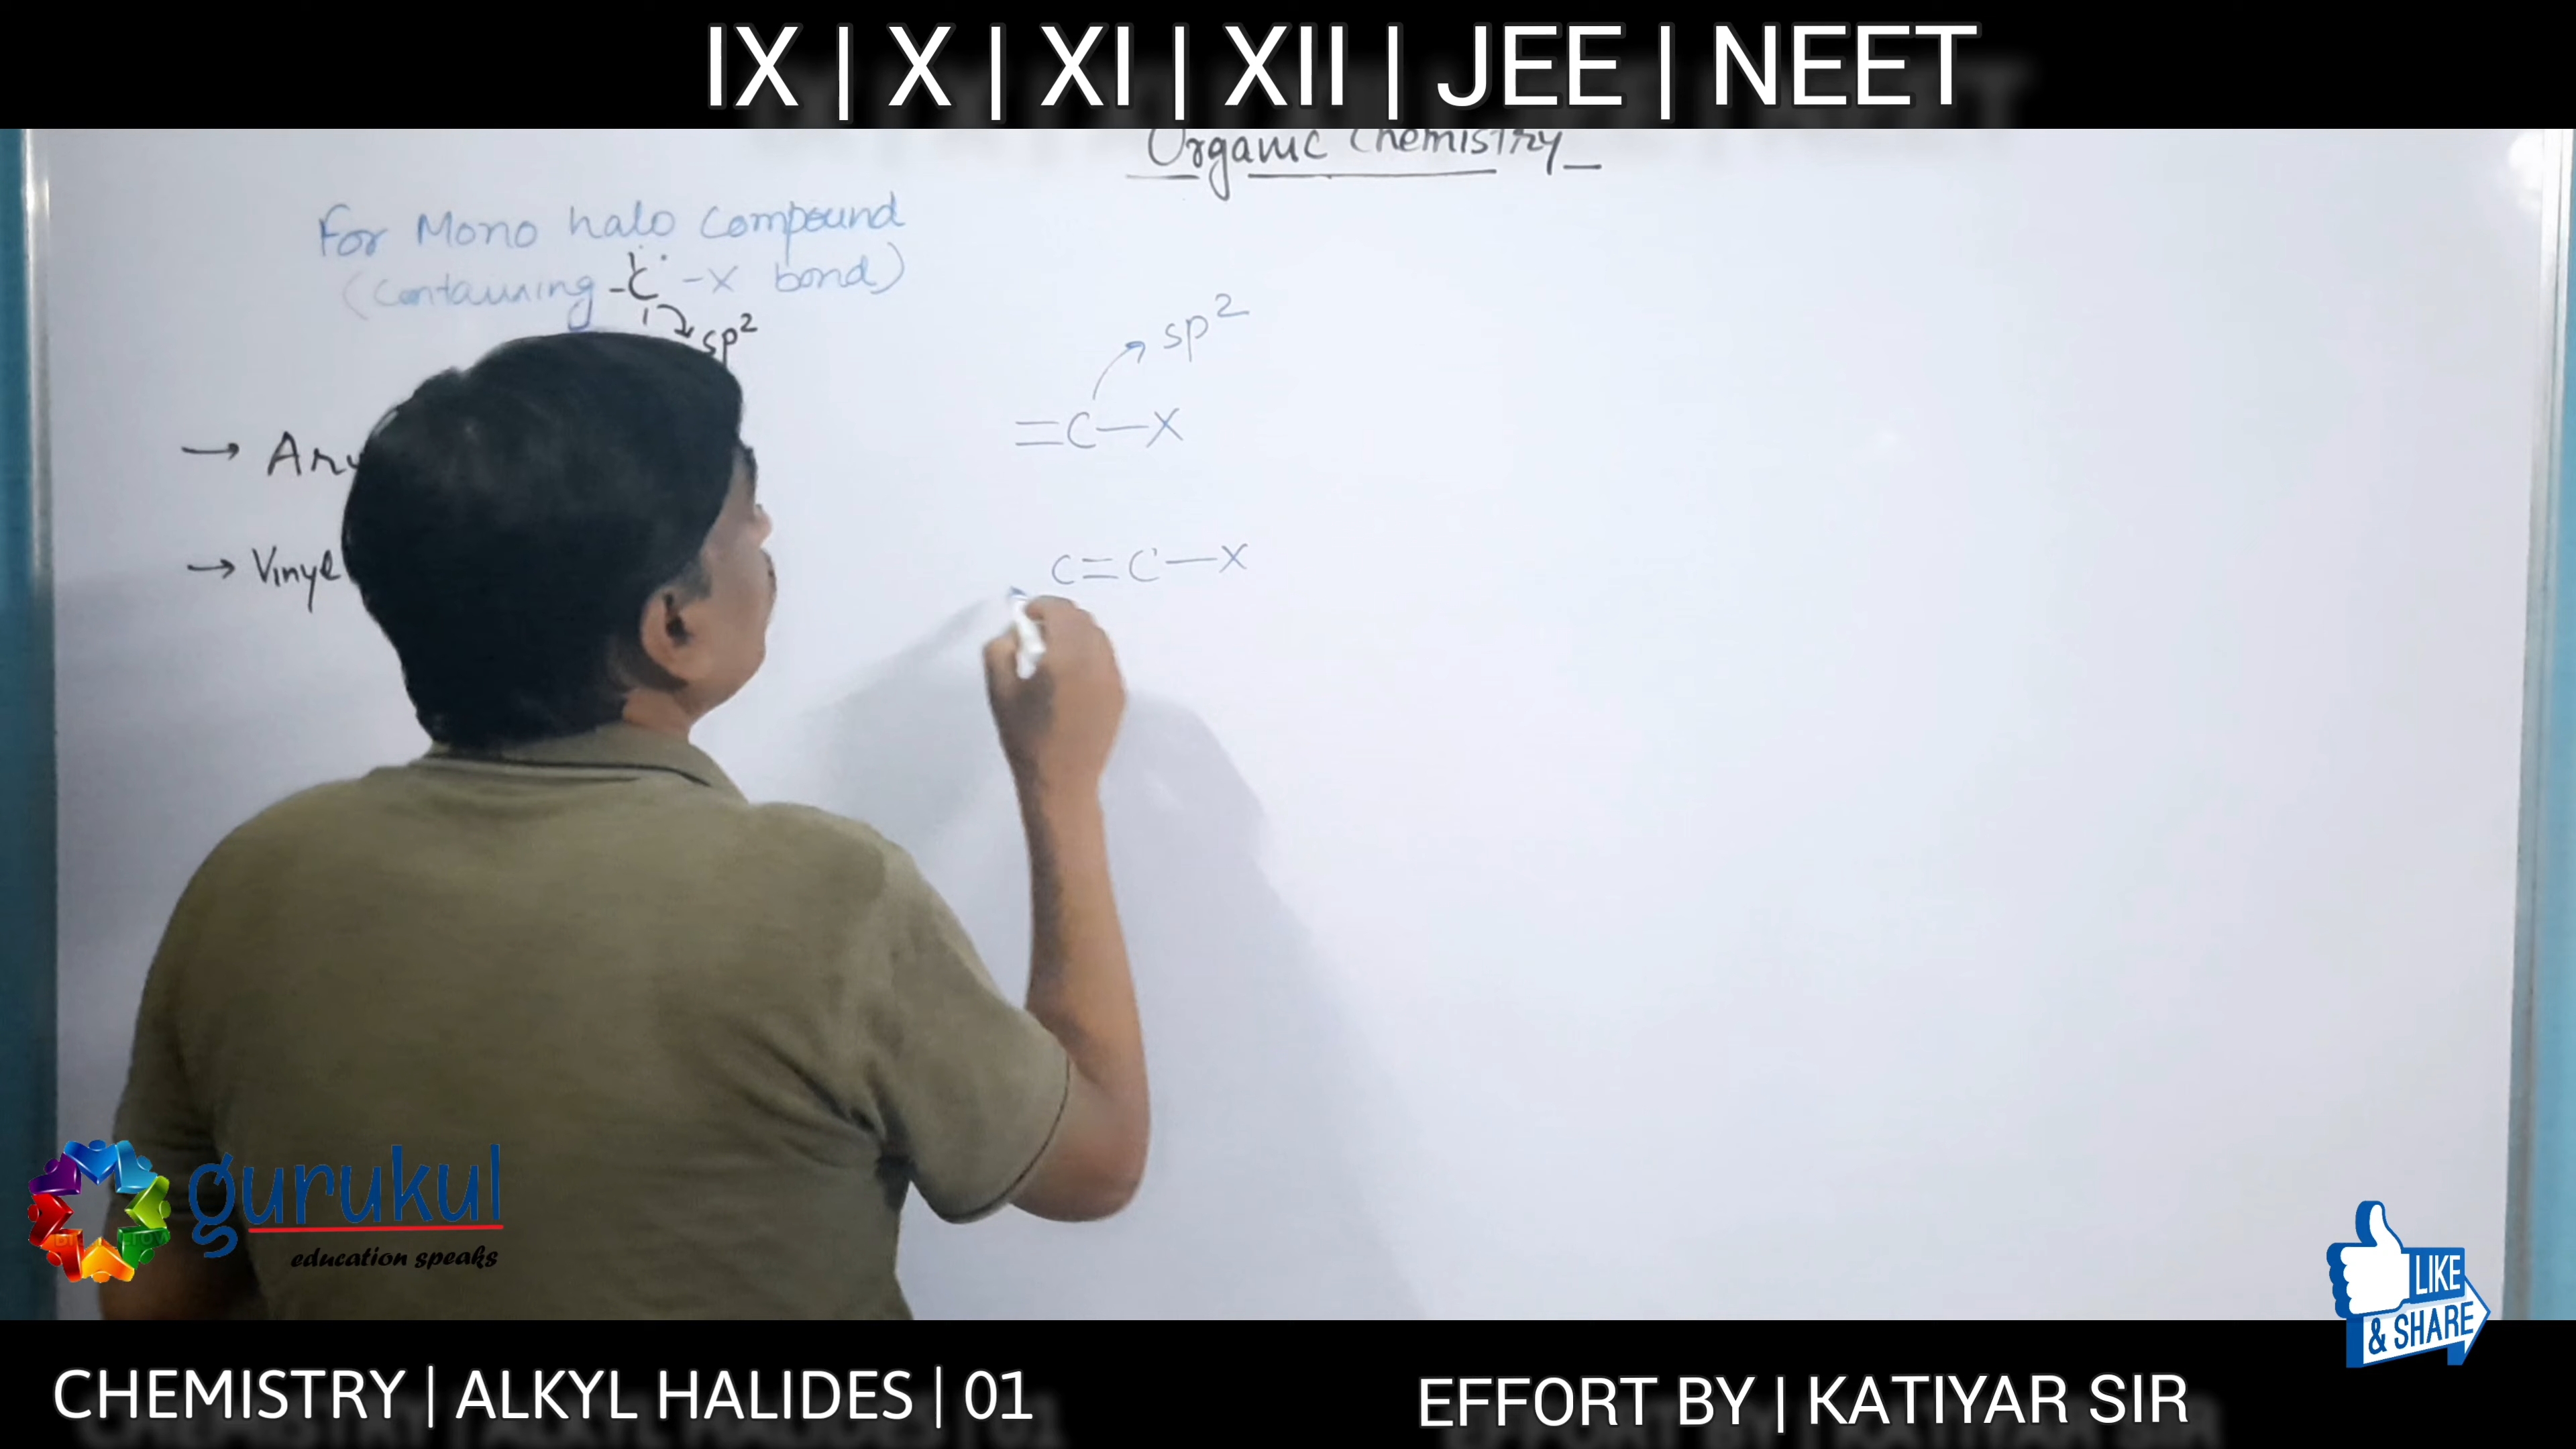 IX | X | XI | XII | JEE | NEET
Organic Chemistry
For Mono halo compound
(containing -C-X bond)
sp²
sp²
=C-X
→
→ Vinyl
C=C-X
gurukul
education speaks
LIKE
& SHARE
CHEMISTRY | ALKYL HALIDES | 01
EFFORT BY | KATIYAR SIR